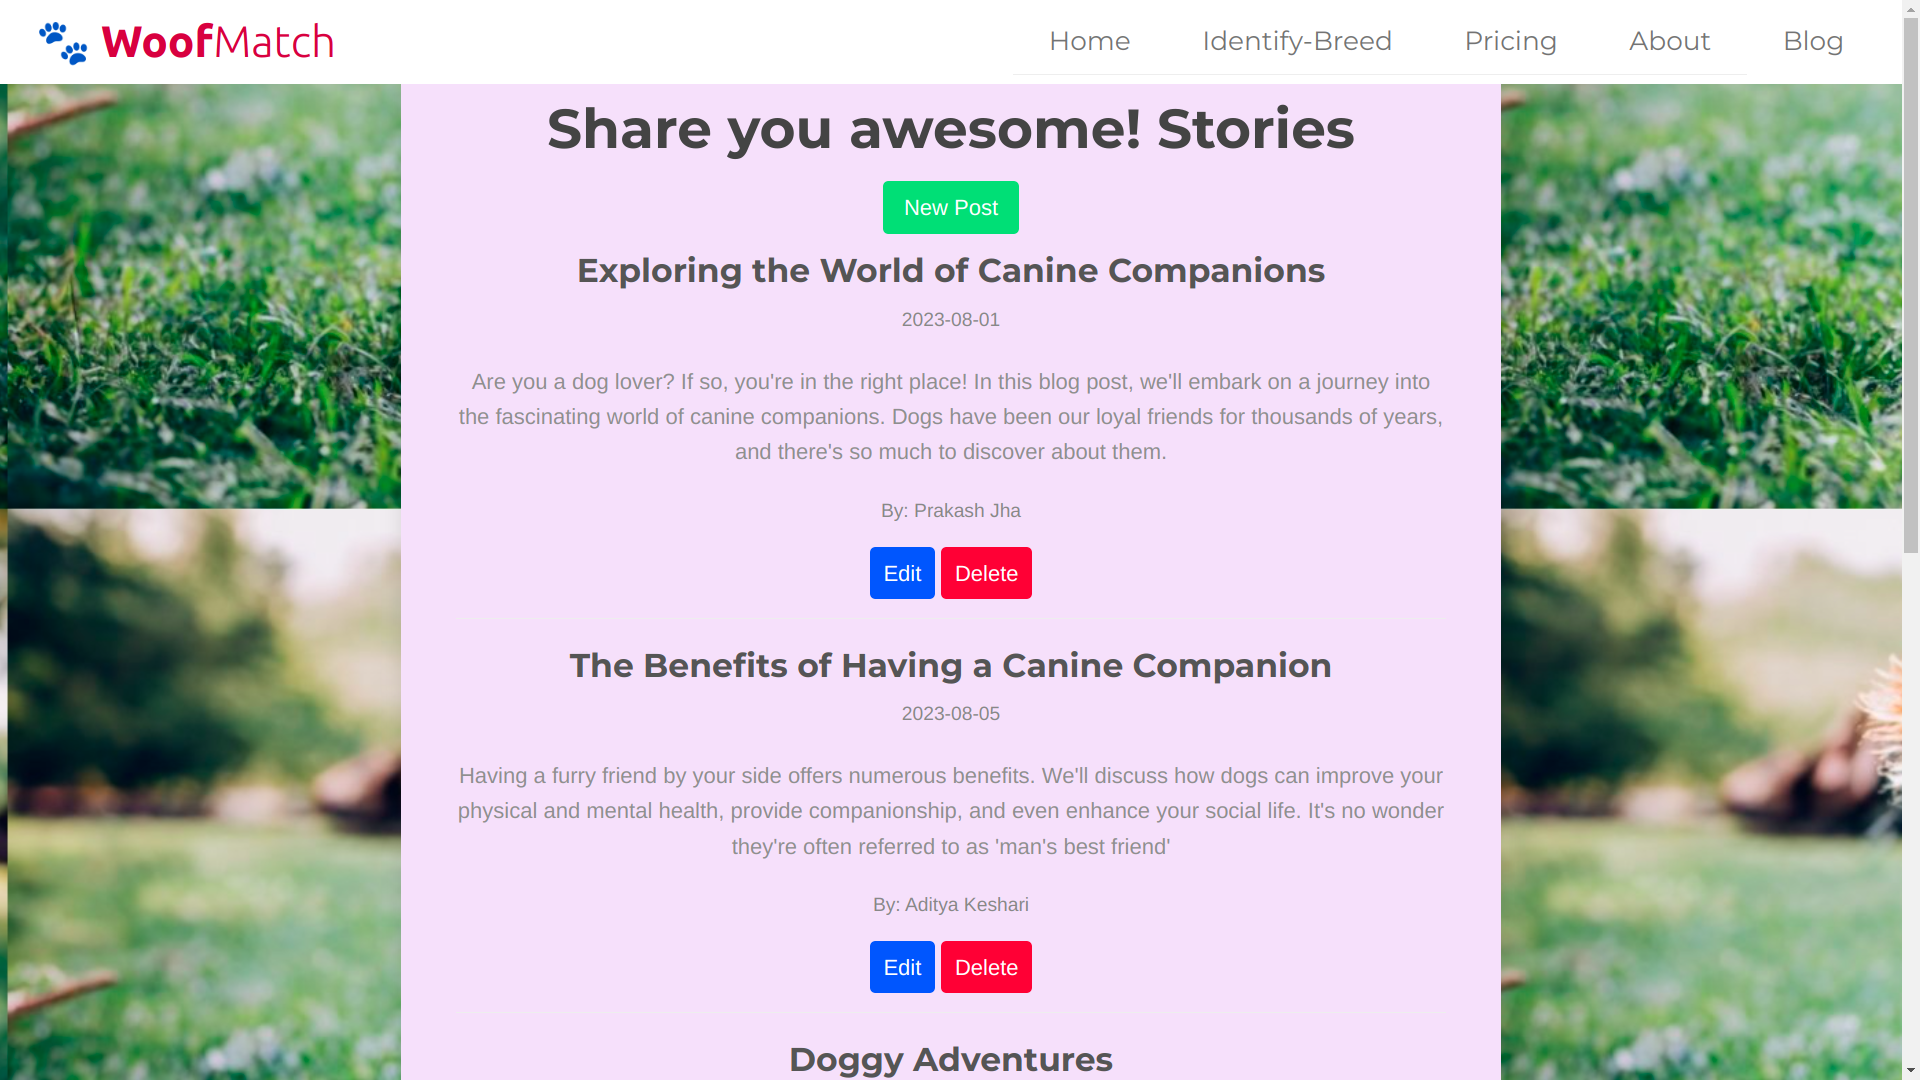 WoofMatch
Home Identify-Breed Pricing About Blog
Share you awesome! Stories
New Post
Exploring the World of Canine Companions
2023-08-01
Are you a dog lover? If so, you're in the right place! In this blog post, we'll embark on a journey into
the fascinating world of canine companions. Dogs have been our loyal friends for thousands of years,
and there's so much to discover about them.
By: Prakash Jha
Edit Delete
The Benefits of Having a Canine Companion
2023-08-05
Having a furry friend by your side offers numerous benefits. We'll discuss how dogs can improve your
physical and mental health, provide companionship, and even enhance your social life. It's no wonder
they're often referred to as 'man's best friend'
By: Aditya Keshari
Edit Delete
Doggy Adventures